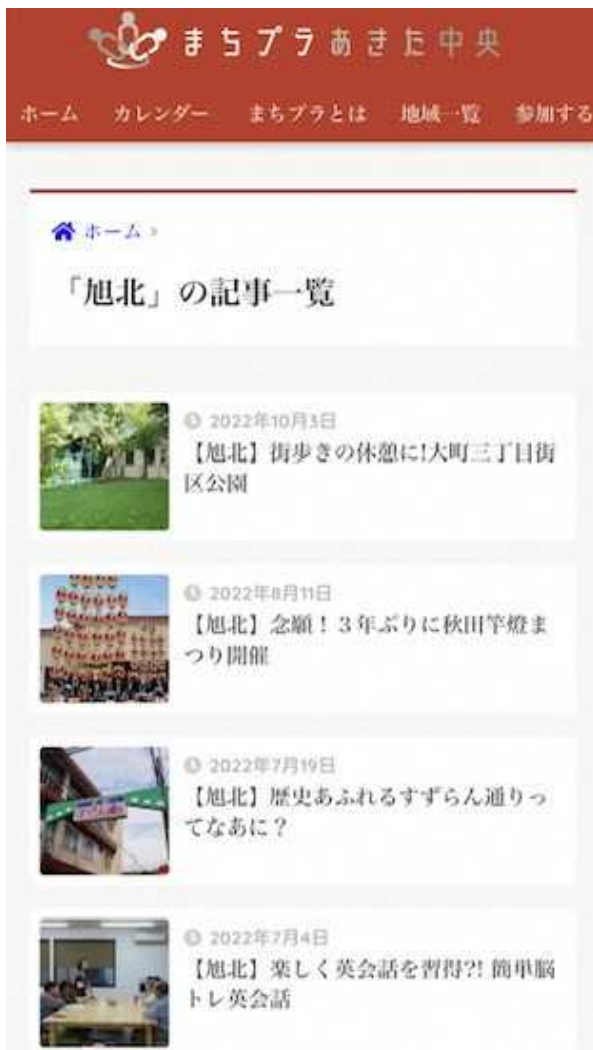 まちプラあきた中央
ホーム カレンダー まちプラとは 地域一覧 参加する
ホーム >
「旭北」の記事一覧
2022年10月3日
【旭北】街歩きの休憩に!大町三丁目街
区公園
2022年8月11日
【旭北】念願！３年ぶりに秋田竿燈ま
つり開催
2022年7月19日
【旭北】歴史あふれるすずらん通りっ
てなあに？
2022年7月4日
【旭北】楽しく英会話を習得?! 簡単脳
トレ英会話